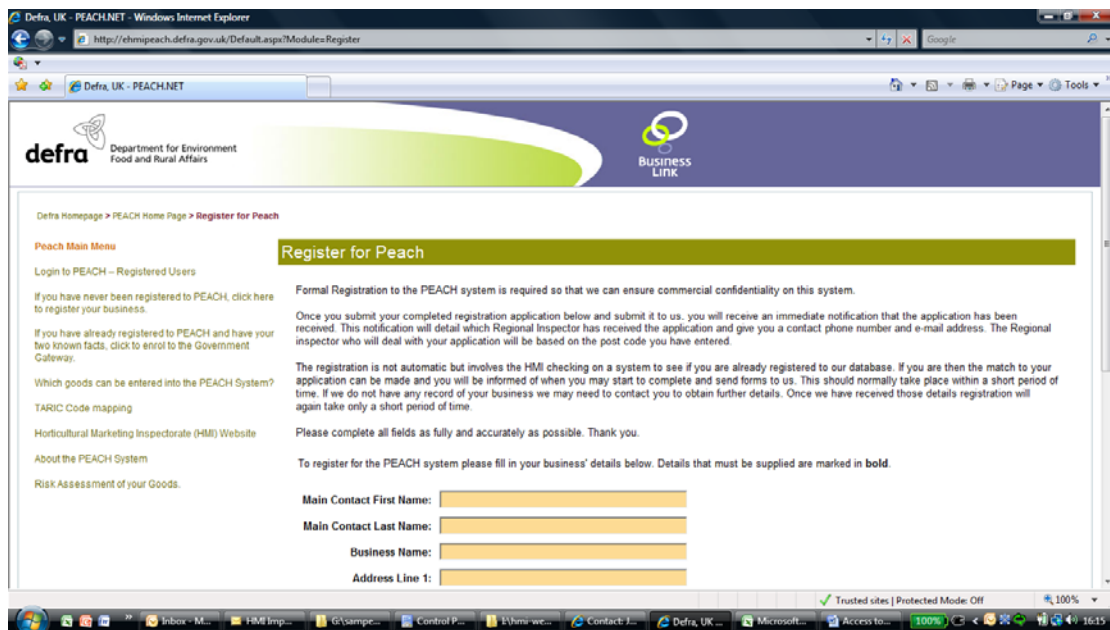 Defra, UK - PEACH.NET - Windows Internet Explorer
http://ehmipeach.defra.gov.uk/Default.aspx?Module=Register
Google
Defra, UK - PEACH.NET
Page
Tools
defra
Department for Environment
Food and Rural Affairs
Business
Link
Defra Homepage > PEACH Home Page > Register for Peach
Peach Main Menu
Login to PEACH – Registered Users
If you have never been registered to PEACH, click here
to register your business.
If you have already registered to PEACH and have your
two known facts, click to enrol to the Government
Gateway.
Which goods can be entered into the PEACH System?
TARIC Code mapping
Horticultural Marketing Inspectorate (HMI) Website
About the PEACH System
Risk Assessment of your Goods.
Register for Peach
Formal Registration to the PEACH system is required so that we can ensure commercial confidentiality on this system.
Once you submit your completed registration application below and submit it to us. you will receive an immediate notification that the application has been
received. This notification will detail which Regional Inspector has received the application and give you a contact phone number and e-mail address. The Regional
inspector who will deal with your application will be based on the post code you have entered.
The registration is not automatic but involves the HMI checking on a system to see if you are already registered to our database. If you are then the match to your
application can be made and you will be informed of when you may start to complete and send forms to us. This should normally take place within a short period of
time. If we do not have any record of your business we may need to contact you to obtain further details. Once we have received those details registration will
again take only a short period of time.
Please complete all fields as fully and accurately as possible. Thank you.
To register for the PEACH system please fill in your business' details below. Details that must be supplied are marked in bold.
Main Contact First Name:
Main Contact Last Name:
Business Name:
Address Line 1:
Trusted sites | Protected Mode: Off
100%
Inbox - M...
HMI Imp...
G:\sampe...
Control P...
Contact: J...
Defra, UK ...
Microsoft...
Access to...
100%
16:15